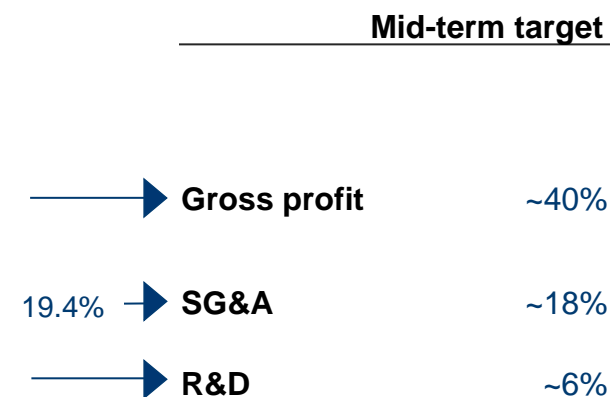 Mid-term target
Gross profit ~40%
19.4% SG&A ~18%
R&D ~6%